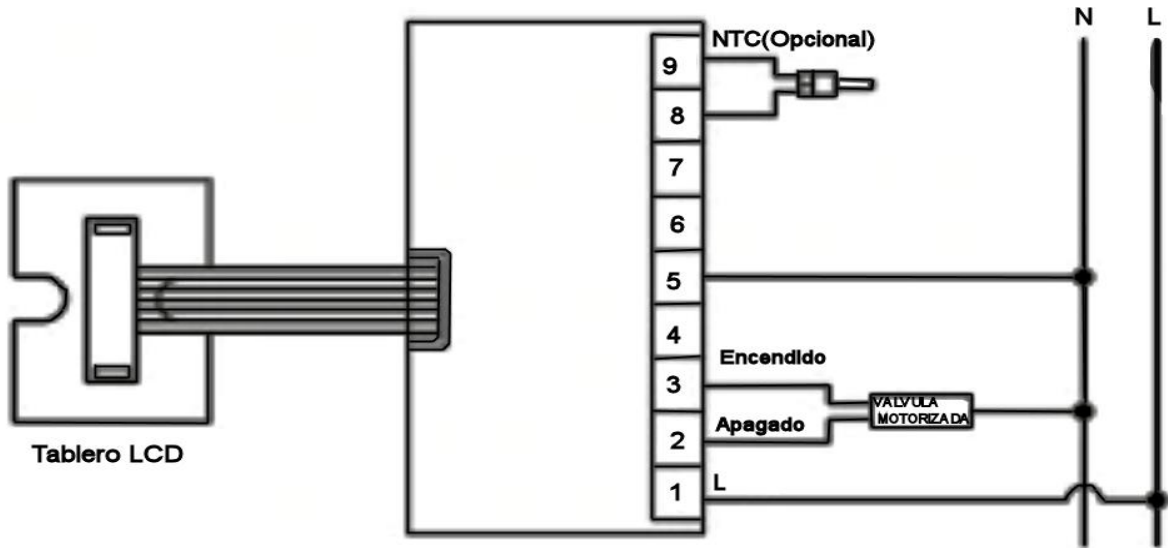 N L
NTC(Opcional)
9
8
7
6
5
4
Encendido
3
VALVULA
MOTORIZADA
Apagado
2
Tablero LCD
L
1